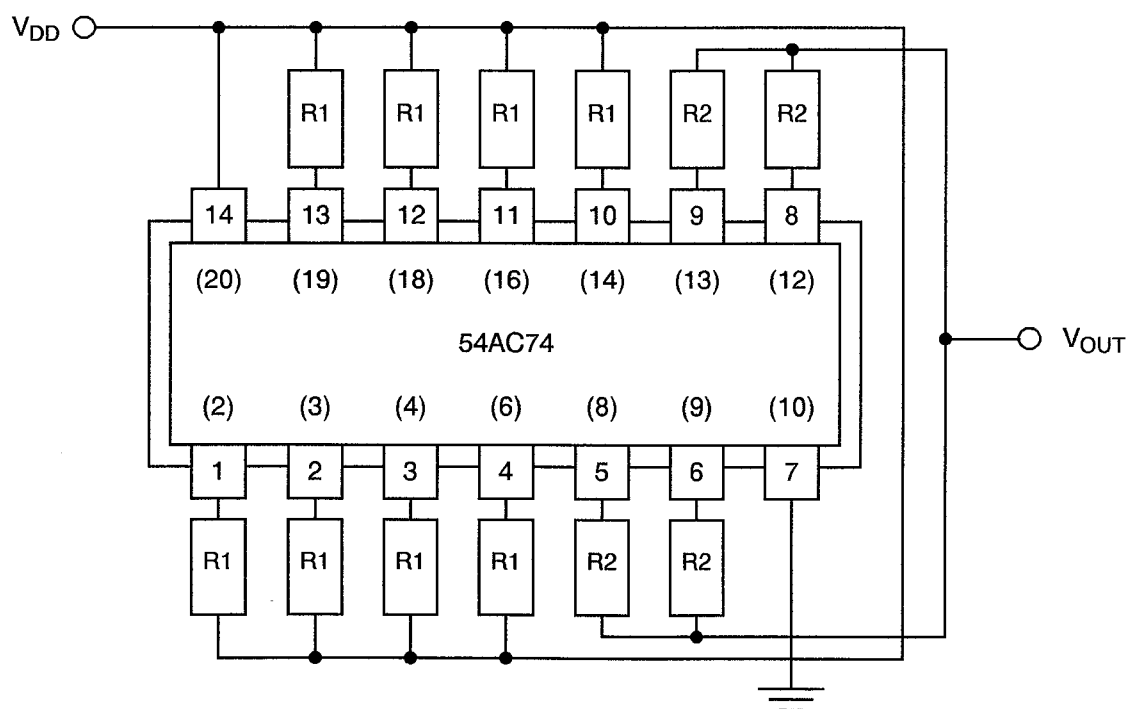 V_DD
R1 R1 R1 R1 R2 R2
14 13 12 11 10 9 8
(20) (19) (18) (16) (14) (13) (12)
54AC74
V_OUT
(2) (3) (4) (6) (8) (9) (10)
1 2 3 4 5 6 7
R1 R1 R1 R1 R2 R2